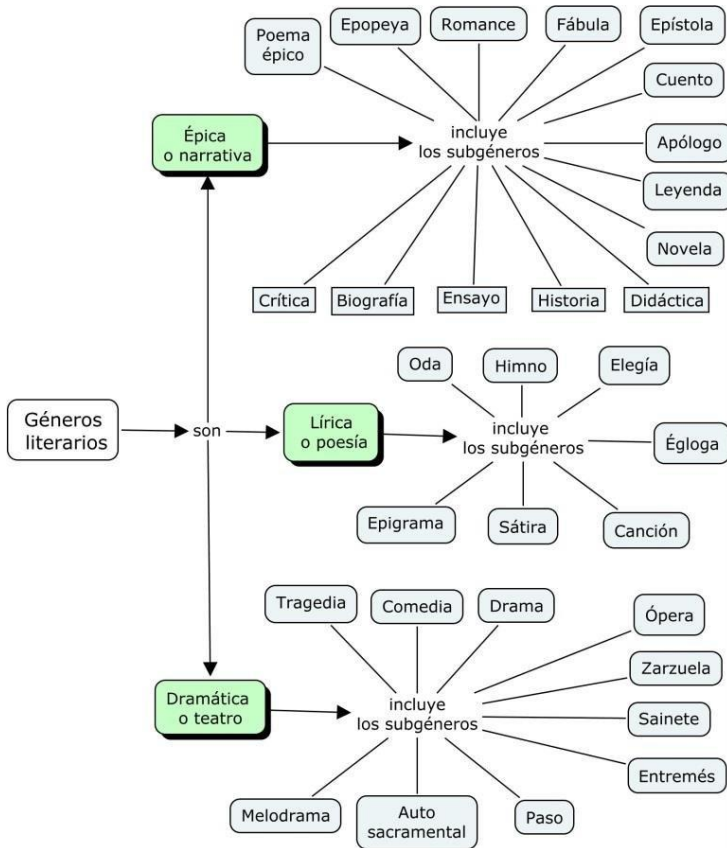 Poema
épico
Epopeya
Romance
Fábula
Epístola
Cuento
Épica
o narrativa
incluye
los subgéneros
Apólogo
Leyenda
Novela
Crítica
Biografía
Ensayo
Historia
Didáctica
Oda
Himno
Elegía
Géneros
literarios
son
Lírica
o poesía
incluye
los subgéneros
Égloga
Epigrama
Sátira
Canción
Tragedia
Comedia
Drama
Ópera
Zarzuela
Dramática
o teatro
incluye
los subgéneros
Sainete
Entremés
Melodrama
Auto
sacramental
Paso